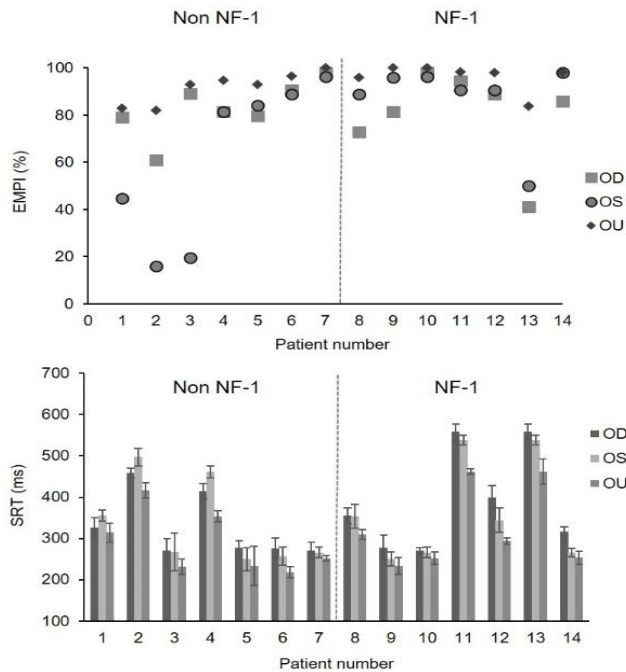 Non NF-1 NF-1
100
80
60
40
20
0
EMPI (%)
0 1 2 3 4 5 6 7 8 9 10 11 12 13 14
Patient number
OD
OS
OU
700
600
500
400
300
200
100
SRT (ms)
Non NF-1 NF-1
1 2 3 4 5 6 7 8 9 10 11 12 13 14
Patient number
OD
OS
OU